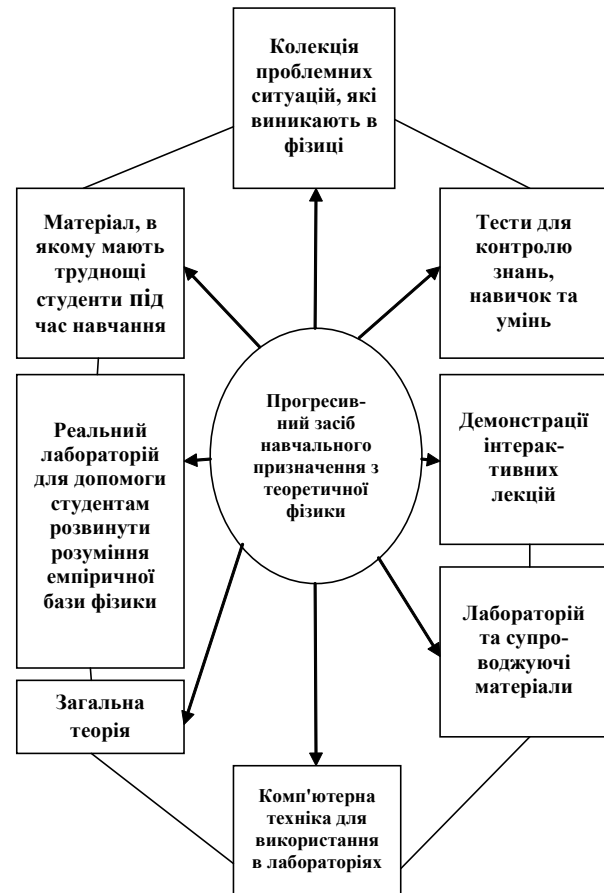 Колекція
проблемних
ситуацій, які
виникають в
фізиці
Матеріал, в
якому мають
труднощі
студенти під
час навчання
Тести для
контролю
знань,
навичок та
умінь
Реальний
лабораторій
для допомоги
студентам
розвинути
розуміння
емпіричної
бази фізики
Прогресив-
ний засіб
навчального
призначення з
теоретичної
фізики
Демонстрації
інтерак-
тивних
лекцій
Лабораторій
та супро-
воджуючі
матеріали
Загальна
теорія
Комп'ютерна
техніка для
використання
в лабораторіях